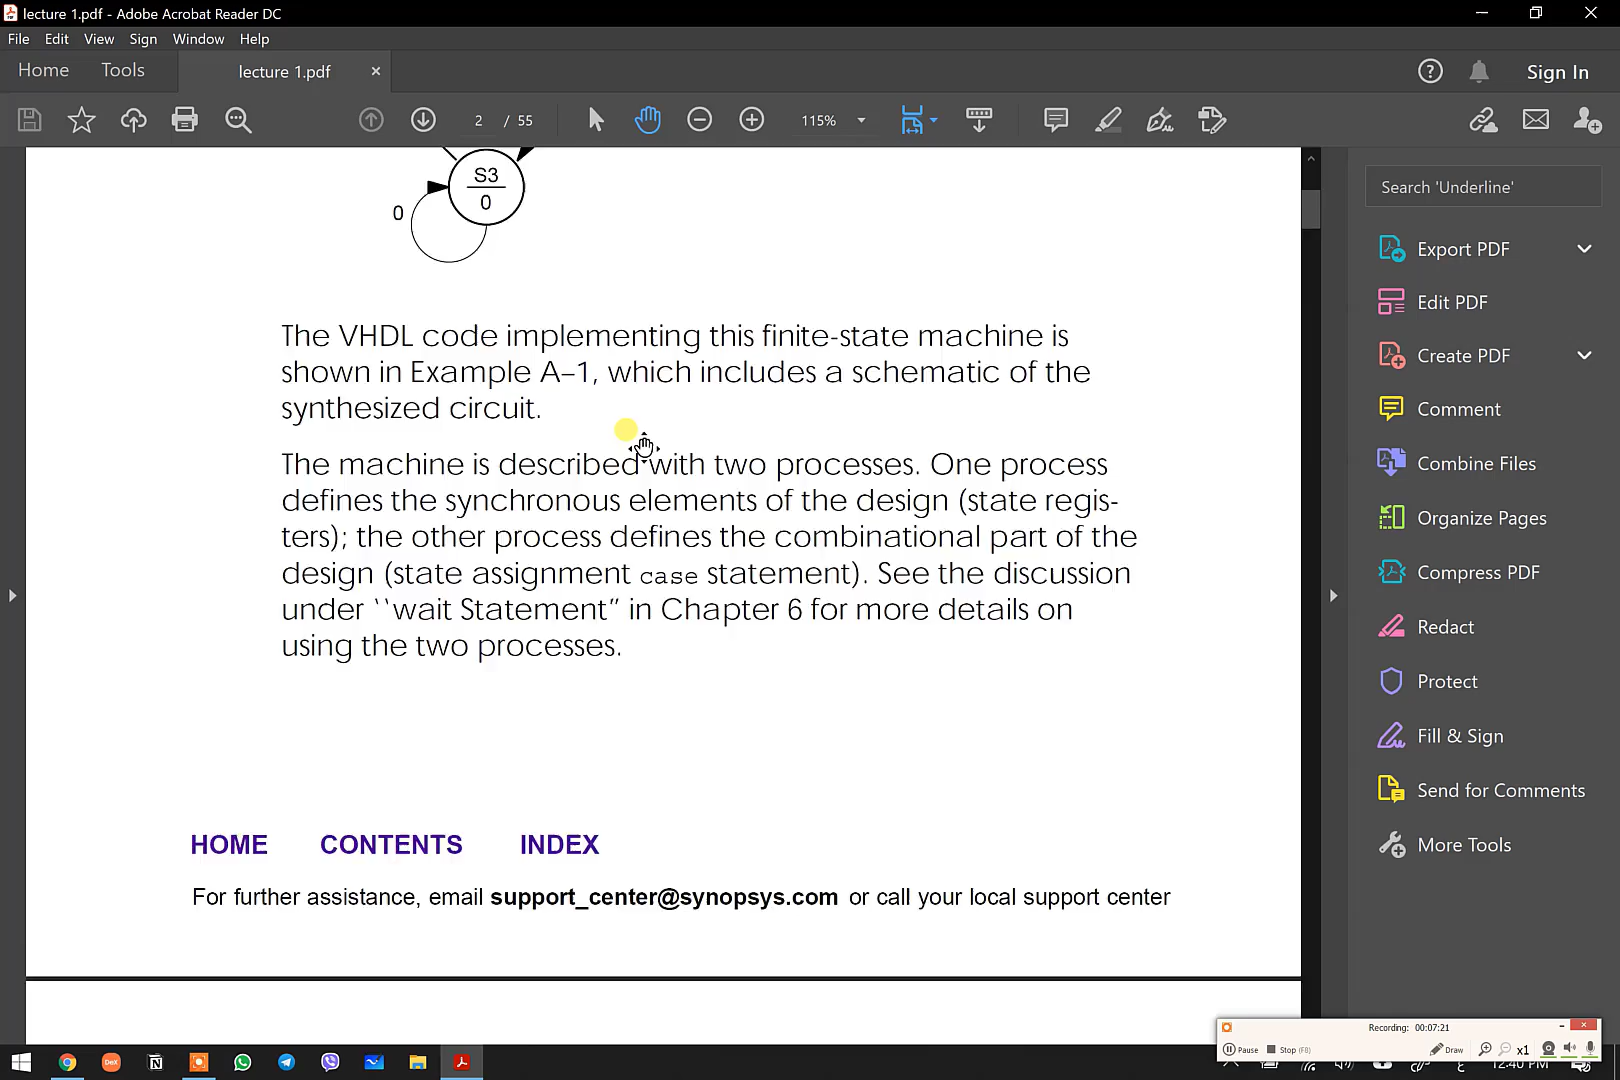 lecture 1.pdf - Adobe Acrobat Reader DC
File Edit View Sign Window Help
Home Tools lecture 1.pdf × Sign In
2 / 55 115%
S3
0
0
Search 'Underline'
Export PDF
Edit PDF
Create PDF
Comment
Combine Files
Organize Pages
Compress PDF
Redact
Protect
Fill & Sign
Send for Comments
More Tools
The VHDL code implementing this finite-state machine is
shown in Example A–1, which includes a schematic of the
synthesized circuit.
The machine is described with two processes. One process
defines the synchronous elements of the design (state regis-
ters); the other process defines the combinational part of the
design (state assignment case statement). See the discussion
under ``wait Statement” in Chapter 6 for more details on
using the two processes.
HOME CONTENTS INDEX
For further assistance, email support_center@synopsys.com or call your local support center
Recording: 00:07:21
Pause Stop (F8) Draw x1
DeX
12:40 PM